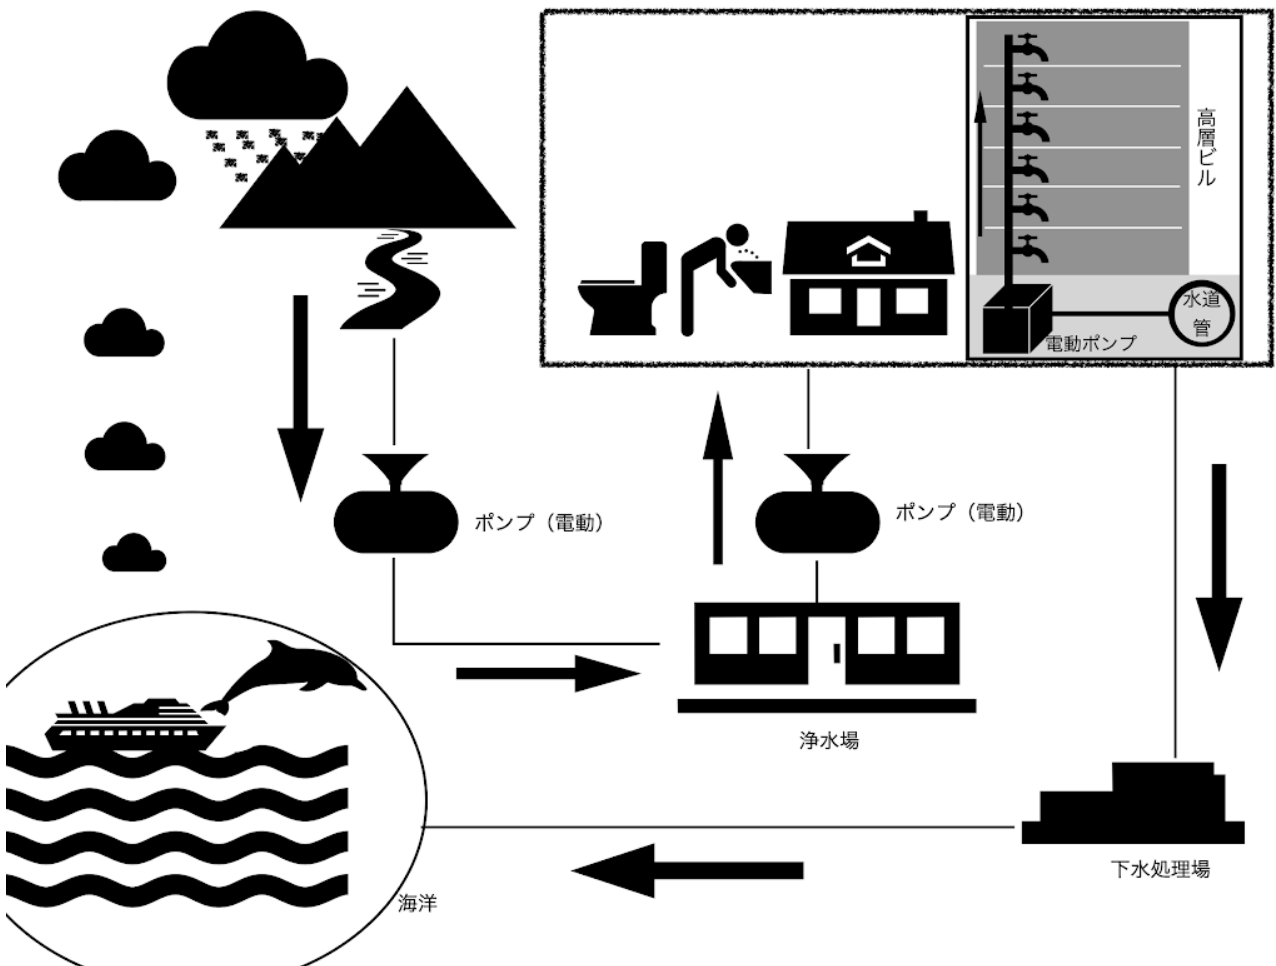 高層ビル
水道
管
電動ポンプ
ポンプ（電動）
ポンプ（電動）
浄水場
下水処理場
海洋